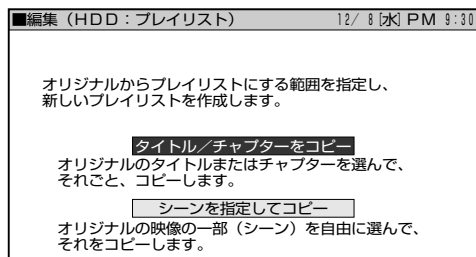 ■編集（HDD：プレイリスト） 12/ 8[水] PM 9:30
オリジナルからプレイリストにする範囲を指定し、
新しいプレイリストを作成します。
タイトル／チャプターをコピー
オリジナルのタイトルまたはチャプターを選んで、
それごと、コピーします。
シーンを指定してコピー
オリジナルの映像の一部（シーン）を自由に選んで、
それをコピーします。